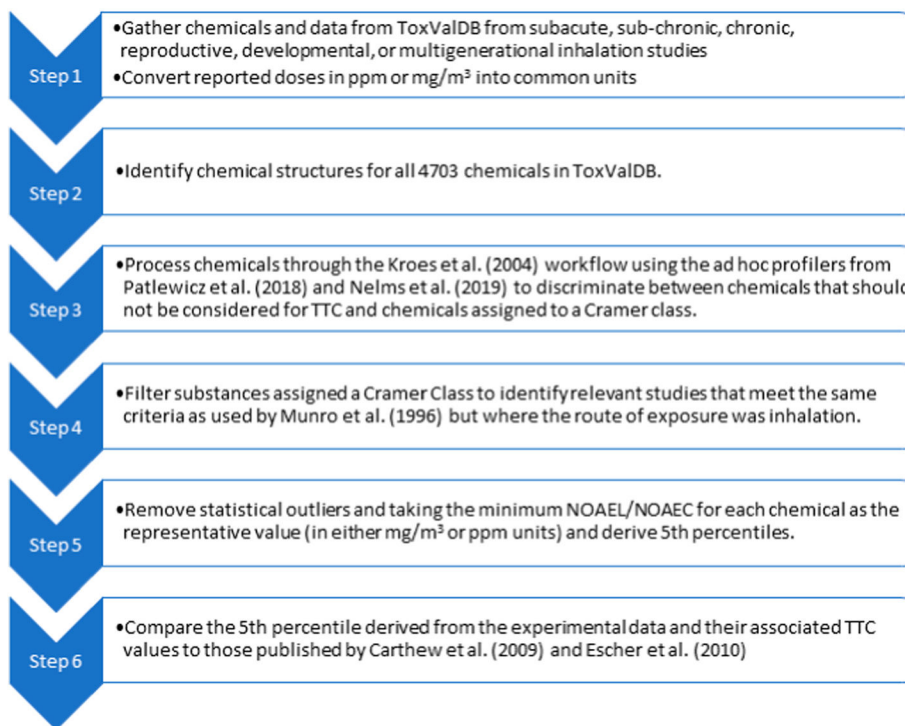 Step 1
•Gather chemicals and data from ToxValDB from subacute, sub-chronic, chronic,
reproductive, developmental, or multigenerational inhalation studies
•Convert reported doses in ppm or mg/m³ into common units
Step 2
•Identify chemical structures for all 4703 chemicals in ToxValDB.
Step 3
•Process chemicals through the Kroes et al. (2004) workflow using the ad hoc profilers from
Patlewicz et al. (2018) and Nelms et al. (2019) to discriminate between chemicals that should
not be considered for TTC and chemicals assigned to a Cramer class.
Step 4
•Filter substances assigned a Cramer Class to identify relevant studies that meet the same
criteria as used by Munro et al. (1996) but where the route of exposure was inhalation.
Step 5
•Remove statistical outliers and taking the minimum NOAEL/NOAEC for each chemical as the
representative value (in either mg/m³ or ppm units) and derive 5th percentiles.
Step 6
•Compare the 5th percentile derived from the experimental data and their associated TTC
values to those published by Carthew et al. (2009) and Escher et al. (2010)